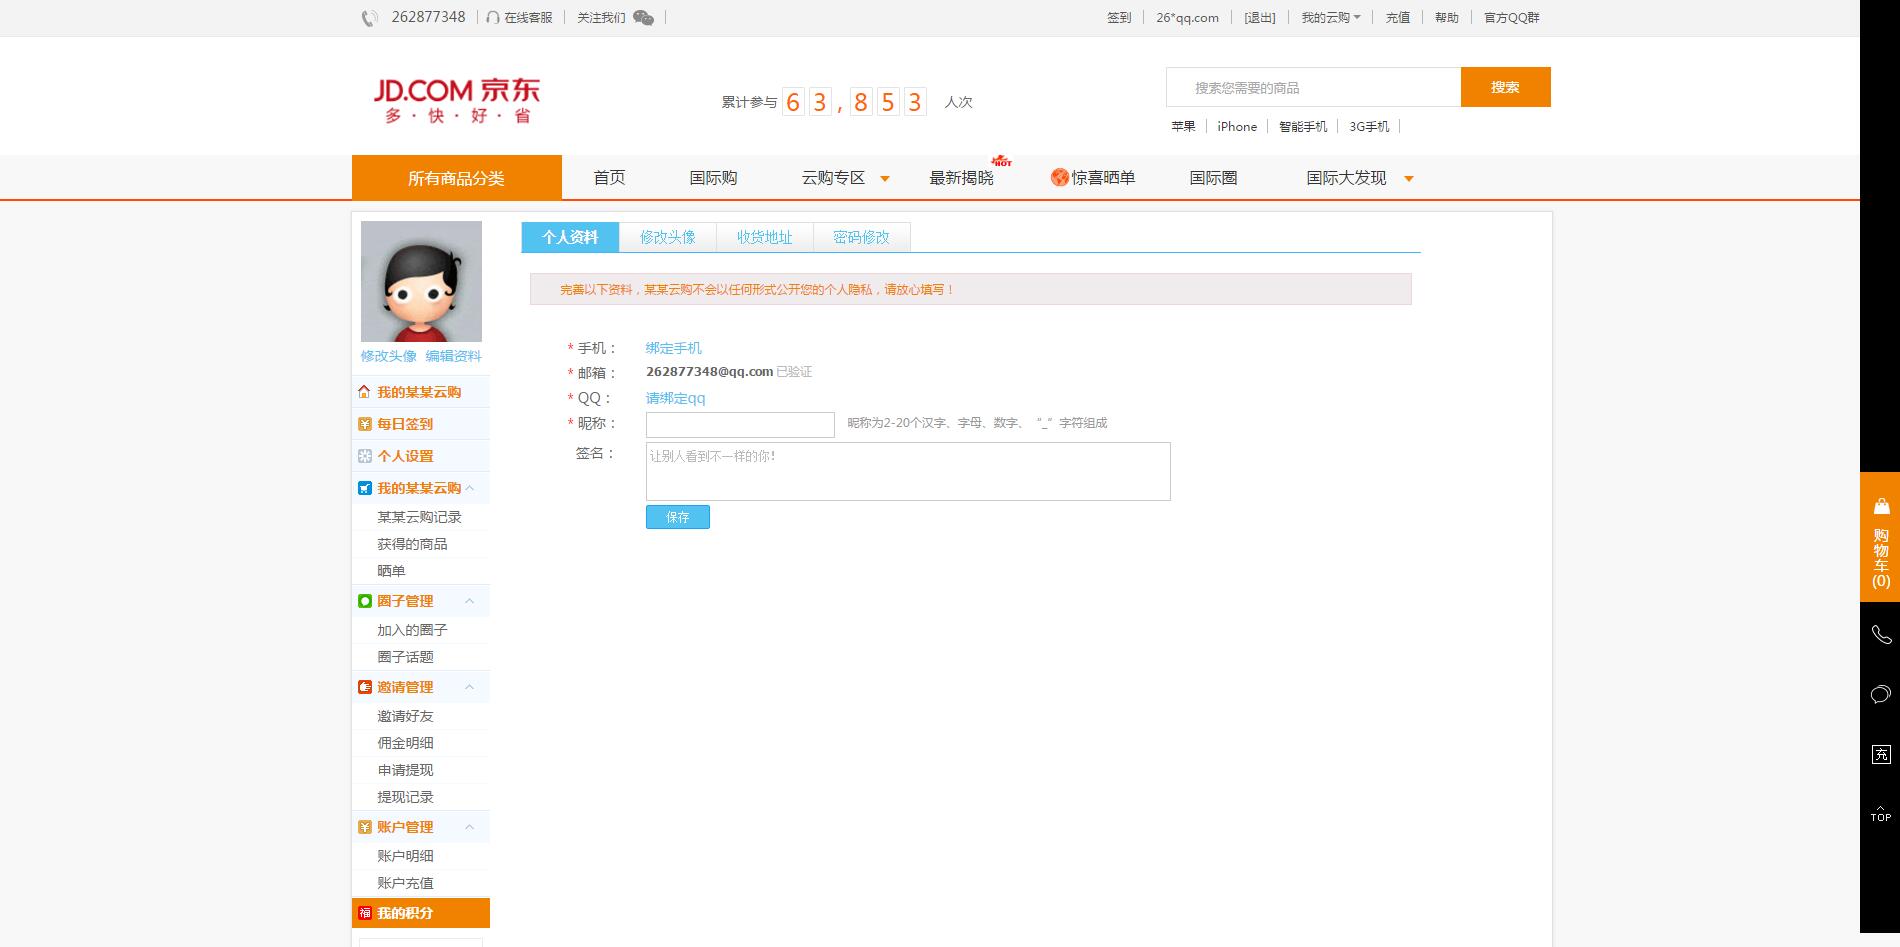 262877348 在线客服 关注我们
签到 26*qq.com [退出] 我的云购 充值 帮助 官方QQ群
JD.COM 京东
多·快·好·省
累计参与 63,853 人次
搜索您需要的商品 搜索
苹果 iPhone 智能手机 3G手机
所有商品分类 首页 国际购 云购专区 最新揭晓 HOT 惊喜晒单 国际圈 国际大发现
修改头像 编辑资料
我的某某云购
每日签到
个人设置
我的某某云购
某某云购记录
获得的商品
晒单
圈子管理
加入的圈子
圈子话题
邀请管理
邀请好友
佣金明细
申请提现
提现记录
账户管理
账户明细
账户充值
福 我的积分
个人资料 修改头像 收货地址 密码修改
完善以下资料，某某云购不会以任何形式公开您的个人隐私，请放心填写！
* 手机： 绑定手机
* 邮箱： 262877348@qq.com 已验证
* QQ： 请绑定qq
* 昵称： 昵称为2-20个汉字、字母、数字、“_”字符组成
签名： 让别人看到不一样的你!
保存
购物车(0)
充
TOP